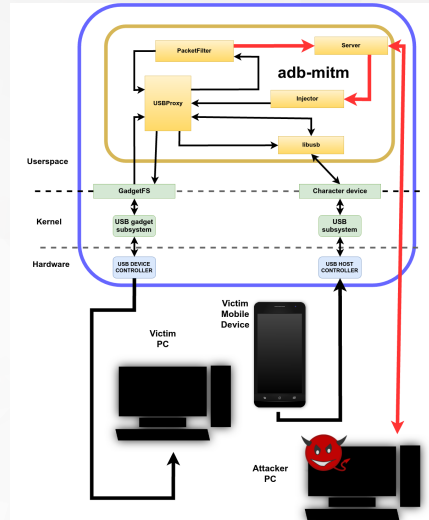 PacketFilter
Server
adb-mitm
USBProxy
Injector
libusb
Userspace
GadgetFS
Character device
Kernel
USB gadget
subsystem
USB
subsystem
Hardware
USB DEVICE
CONTROLLER
USB HOST
CONTROLLER
Victim
Mobile
Device
Victim
PC
Attacker
PC